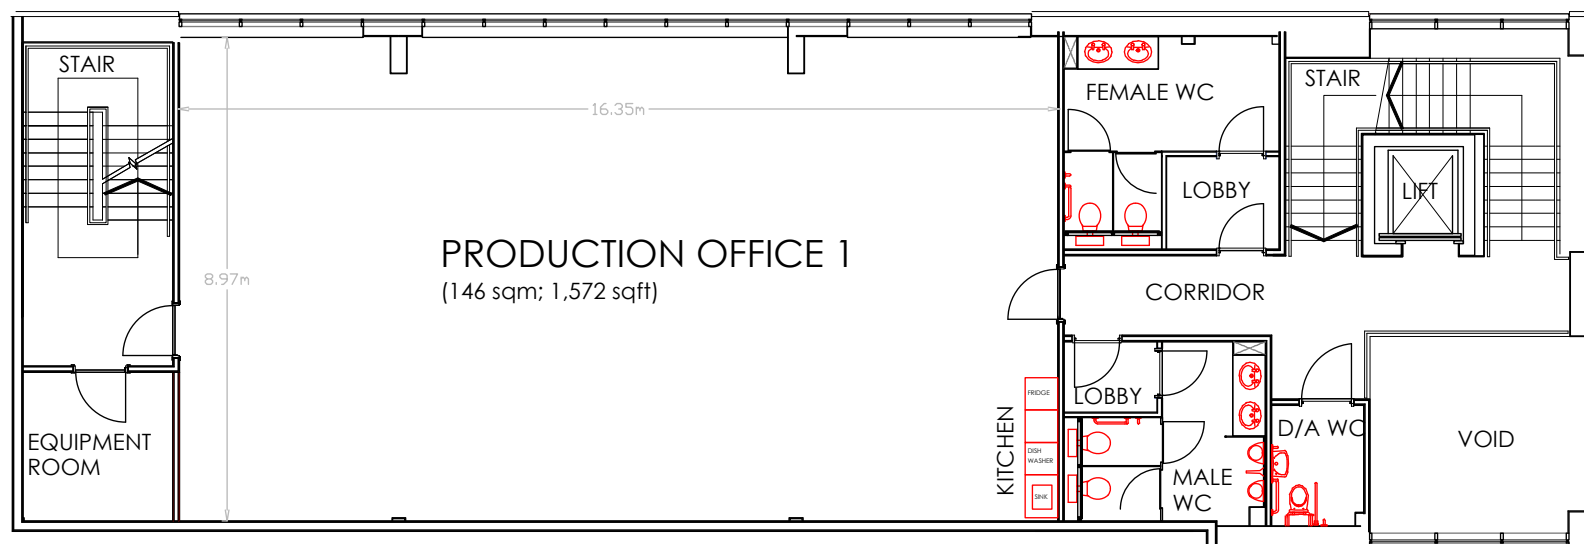 STAIR
16.35m
FEMALE WC
STAIR
LOBBY
LIFT
PRODUCTION OFFICE 1
(146 sqm; 1,572 sqft)
8.97m
CORRIDOR
FRIDGE
LOBBY
KITCHEN
D/A WC
VOID
EQUIPMENT
ROOM
DISH
WASHER
MALE
WC
SINK